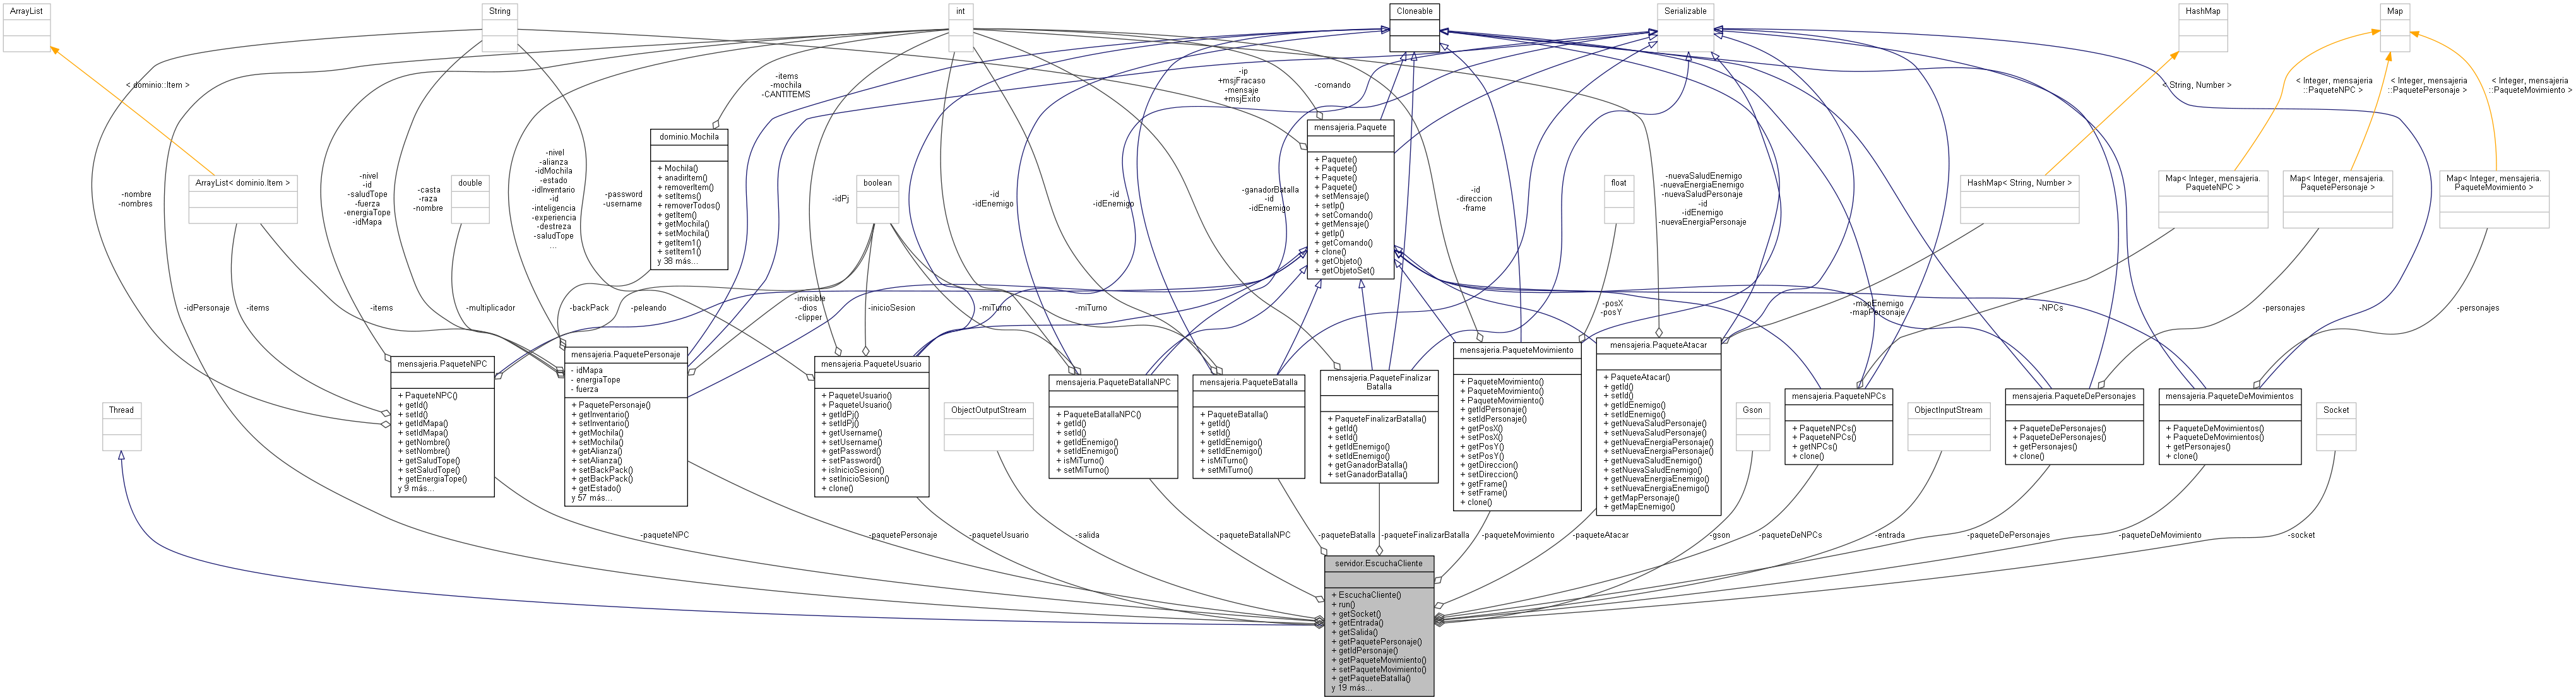 ArrayList
String
int
Cloneable
Serializable
HashMap
Map
< dominio::Item >
-items
-mochila
-CANTITEMS
-ip
+msjFracaso
-mensaje
+msjExito
-comando
< String, Number >
< Integer, mensajeria
::PaqueteNPC >
< Integer, mensajeria
::PaquetePersonaje >
< Integer, mensajeria
::PaqueteMovimiento >
dominio.Mochila
+ Mochila()
+ anadirItem()
+ removerItem()
+ setItems()
+ removerTodos()
+ getItem()
+ getMochila()
+ setMochila()
+ getItem1()
+ setItem1()
y 38 más...
mensajeria.Paquete
+ Paquete()
+ Paquete()
+ Paquete()
+ Paquete()
+ setMensaje()
+ setIp()
+ setComando()
+ getMensaje()
+ getIp()
+ getComando()
+ clone()
+ getObjeto()
+ getObjetoSet()
-nombre
-nombres
ArrayList< dominio.Item >
-nivel
-id
-saludTope
-fuerza
-energiaTope
-idMapa
-casta
-raza
-nombre
double
-nivel
-alianza
-idMochila
-estado
-idInventario
-id
-inteligencia
-experiencia
-destreza
-saludTope
...
-password
-username
-idPj
boolean
-id
-idEnemigo
-id
-idEnemigo
-ganadorBatalla
-id
-idEnemigo
-id
-direccion
-frame
float
-nuevaSaludEnemigo
-nuevaEnergiaEnemigo
-nuevaSaludPersonaje
-id
-idEnemigo
-nuevaEnergiaPersonaje
HashMap< String, Number >
Map< Integer, mensajeria.
PaqueteNPC >
Map< Integer, mensajeria.
PaquetePersonaje >
Map< Integer, mensajeria.
PaqueteMovimiento >
-idPersonaje
-items
-items
-multiplicador
-backPack
-peleando
-invisible
-dios
-clipper
-inicioSesion
-miTurno
-miTurno
-posX
-posY
-mapEnemigo
-mapPersonaje
-NPCs
-personajes
-personajes
Thread
mensajeria.PaqueteNPC
+ PaqueteNPC()
+ getId()
+ setId()
+ getIdMapa()
+ setIdMapa()
+ getNombre()
+ setNombre()
+ getSaludTope()
+ setSaludTope()
+ getEnergiaTope()
y 9 más...
mensajeria.PaquetePersonaje
- idMapa
- energiaTope
- fuerza
+ PaquetePersonaje()
+ getInventario()
+ setInventario()
+ getMochila()
+ setMochila()
+ getAlianza()
+ setAlianza()
+ setBackPack()
+ getBackPack()
+ getEstado()
y 57 más...
mensajeria.PaqueteUsuario
+ PaqueteUsuario()
+ PaqueteUsuario()
+ getIdPj()
+ setIdPj()
+ getUsername()
+ setUsername()
+ getPassword()
+ setPassword()
+ isInicioSesion()
+ setInicioSesion()
+ clone()
ObjectOutputStream
mensajeria.PaqueteBatallaNPC
+ PaqueteBatallaNPC()
+ getId()
+ setId()
+ getIdEnemigo()
+ setIdEnemigo()
+ isMiTurno()
+ setMiTurno()
mensajeria.PaqueteBatalla
+ PaqueteBatalla()
+ getId()
+ setId()
+ getIdEnemigo()
+ setIdEnemigo()
+ isMiTurno()
+ setMiTurno()
mensajeria.PaqueteFinalizar
Batalla
+ PaqueteFinalizarBatalla()
+ getId()
+ setId()
+ getIdEnemigo()
+ setIdEnemigo()
+ getGanadorBatalla()
+ setGanadorBatalla()
mensajeria.PaqueteMovimiento
+ PaqueteMovimiento()
+ PaqueteMovimiento()
+ PaqueteMovimiento()
+ getIdPersonaje()
+ setIdPersonaje()
+ getPosX()
+ setPosX()
+ getPosY()
+ setPosY()
+ getDireccion()
+ setDireccion()
+ getFrame()
+ setFrame()
+ clone()
mensajeria.PaqueteAtacar
+ PaqueteAtacar()
+ getId()
+ setId()
+ getIdEnemigo()
+ setIdEnemigo()
+ getNuevaSaludPersonaje()
+ setNuevaSaludPersonaje()
+ getNuevaEnergiaPersonaje()
+ setNuevaEnergiaPersonaje()
+ getNuevaSaludEnemigo()
+ setNuevaSaludEnemigo()
+ getNuevaEnergiaEnemigo()
+ setNuevaEnergiaEnemigo()
+ getMapPersonaje()
+ getMapEnemigo()
Gson
mensajeria.PaqueteNPCs
+ PaqueteNPCs()
+ PaqueteNPCs()
+ getNPCs()
+ clone()
ObjectInputStream
mensajeria.PaqueteDePersonajes
+ PaqueteDePersonajes()
+ PaqueteDePersonajes()
+ getPersonajes()
+ clone()
mensajeria.PaqueteDeMovimientos
+ PaqueteDeMovimientos()
+ PaqueteDeMovimientos()
+ getPersonajes()
+ clone()
Socket
-paqueteNPC
-paquetePersonaje
-paqueteUsuario
-salida
-paqueteBatallaNPC
-paqueteBatalla
-paqueteFinalizarBatalla
-paqueteMovimiento
-paqueteAtacar
-gson
-paqueteDeNPCs
-entrada
-paqueteDePersonajes
-paqueteDeMovimiento
-socket
servidor.EscuchaCliente
+ EscuchaCliente()
+ run()
+ getSocket()
+ getEntrada()
+ getSalida()
+ getPaquetePersonaje()
+ getIdPersonaje()
+ getPaqueteMovimiento()
+ setPaqueteMovimiento()
+ getPaqueteBatalla()
y 19 más...